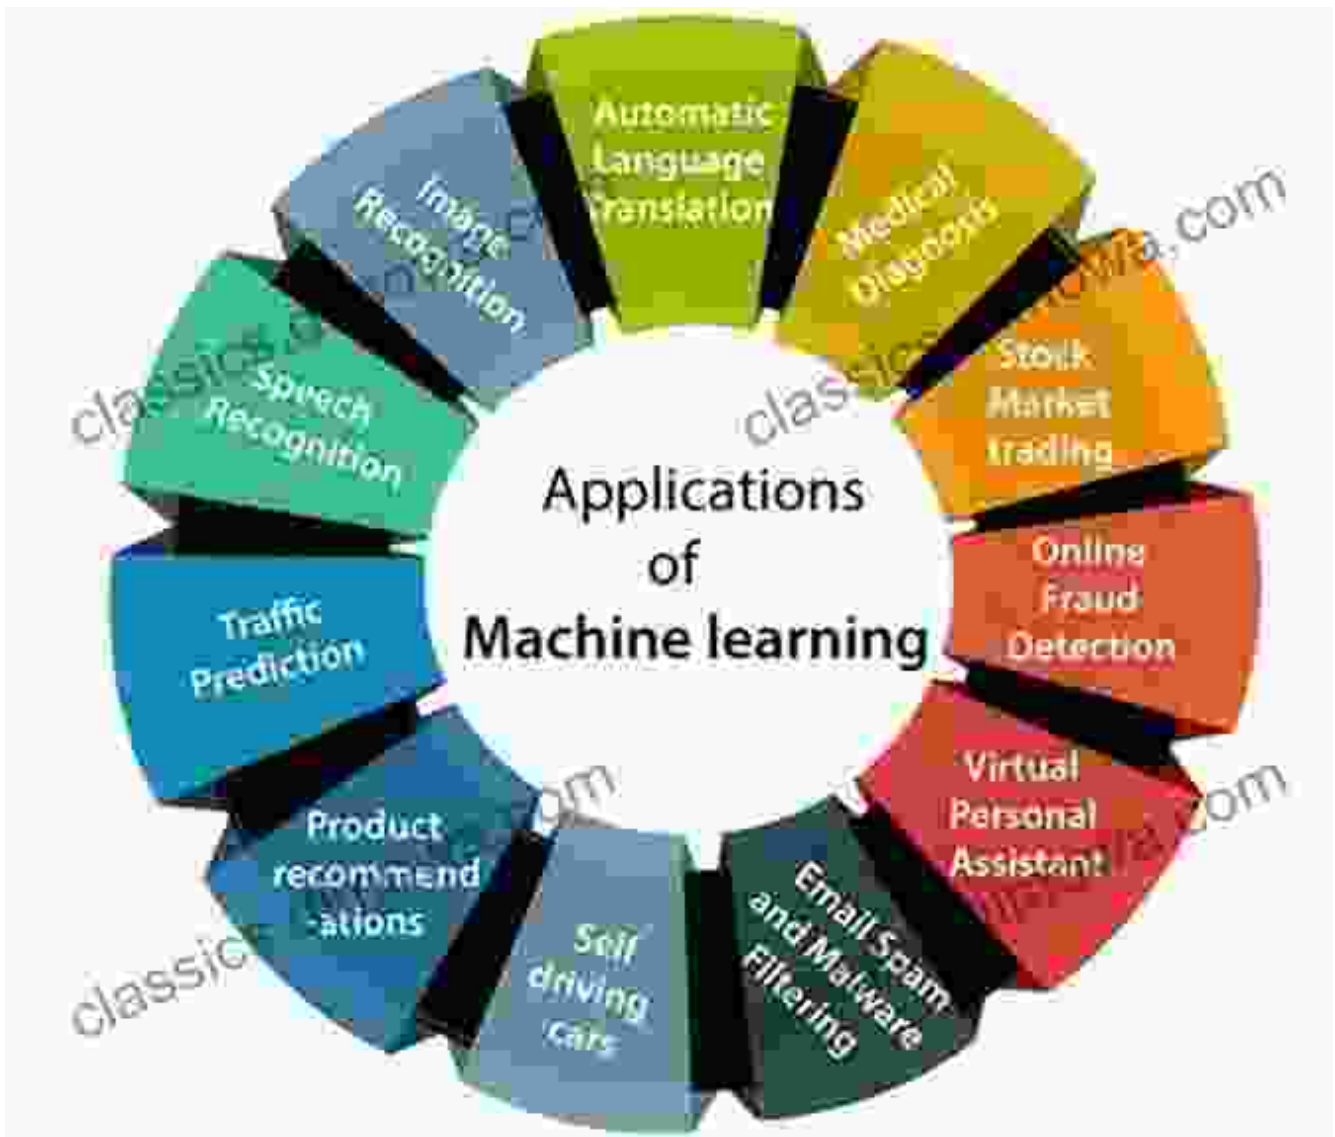 Automatic
Language
Translation
Medical
Diagnosis
Stock
Market
trading
Online
Fraud
Detection
Virtual
Personal
Assistant
Email Spam
and Malware
Filtering
Self
driving
cars
Product
recommend
-ations
Traffic
Prediction
Speech
Recognition
Image
Recognition
Applications
of
Machine learning